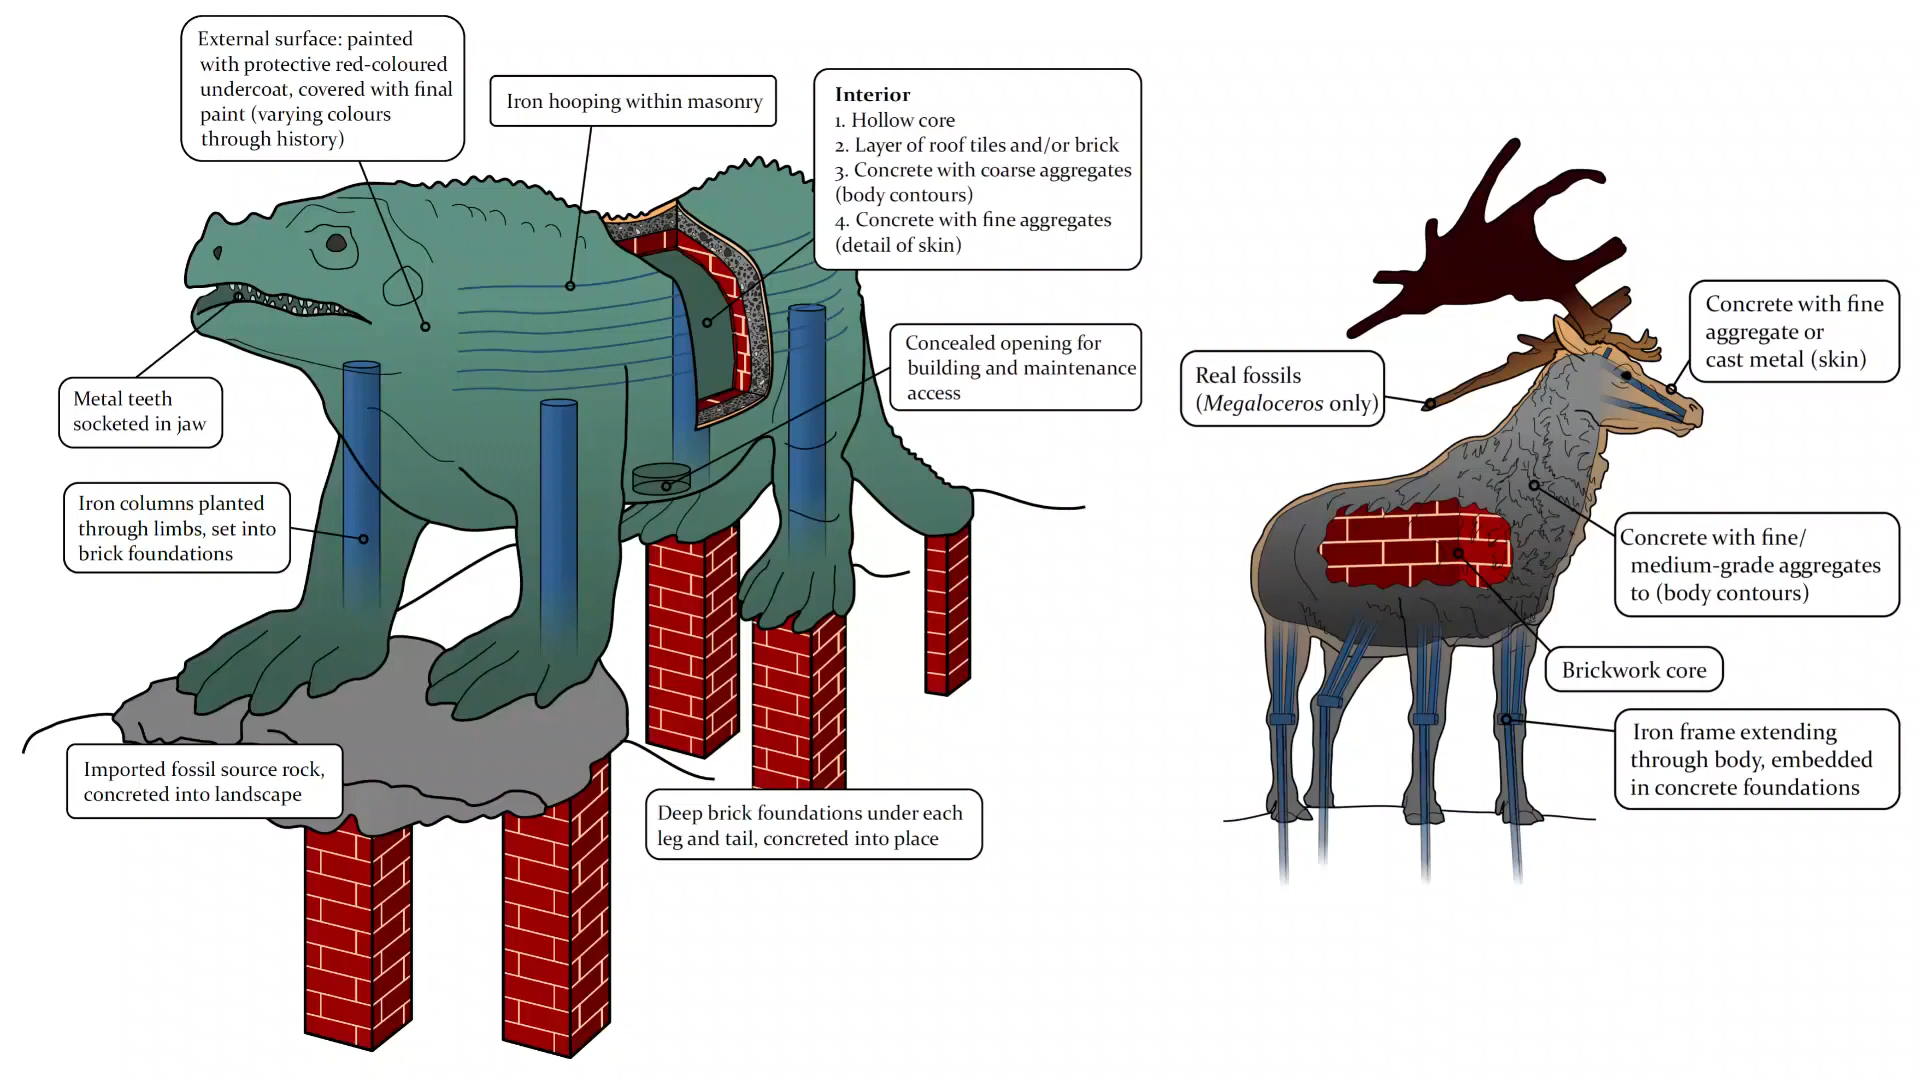 External surface: painted
with protective red-coloured
undercoat, covered with final
paint (varying colours
through history)
Iron hooping within masonry
Interior
1. Hollow core
2. Layer of roof tiles and/or brick
3. Concrete with coarse aggregates
(body contours)
4. Concrete with fine aggregates
(detail of skin)
Concealed opening for
building and maintenance
access
Metal teeth
socketed in jaw
Iron columns planted
through limbs, set into
brick foundations
Imported fossil source rock,
concreted into landscape
Deep brick foundations under each
leg and tail, concreted into place
Real fossils
(Megaloceros only)
Concrete with fine
aggregate or
cast metal (skin)
Concrete with fine/
medium-grade aggregates
to (body contours)
Brickwork core
Iron frame extending
through body, embedded
in concrete foundations